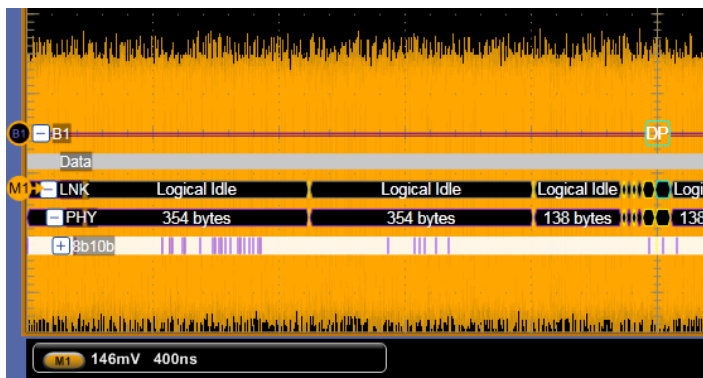 B1 − B1 DP
Data
M1 − LNK Logical Idle Logical Idle Logical Idle Logi
− PHY 354 bytes 354 bytes 138 bytes 138
+ 8b10b
M1 146mV 400ns